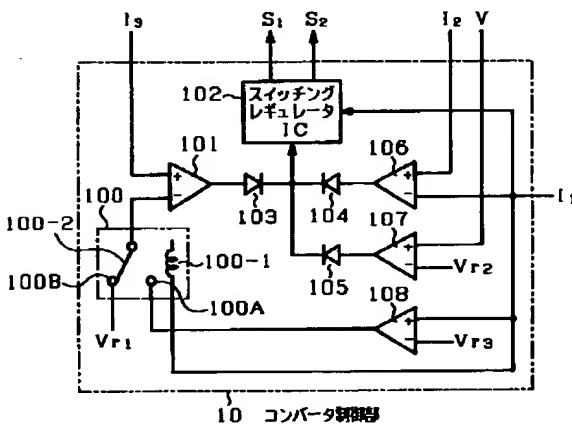 I₃ S₁ S₂ I₂ V
102
スイッチング
レギュレータ
IC
101
106
100
103
104
I₁
100-2
107
100-1
100B
105
Vr2
100A
108
Vr₁
Vr3
10 コンバータ制御部